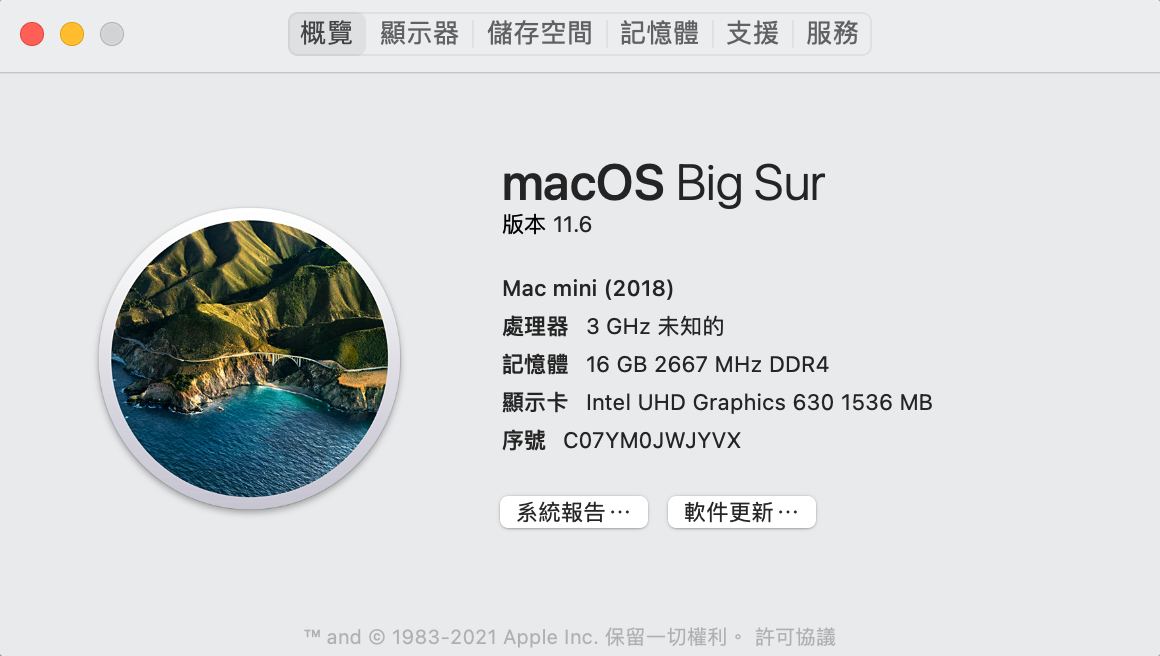 概覽 顯示器 儲存空間 記憶體 支援 服務
macOS Big Sur
版本 11.6
Mac mini (2018)
處理器 3 GHz 未知的
記憶體 16 GB 2667 MHz DDR4
顯示卡 Intel UHD Graphics 630 1536 MB
序號 C07YM0JWJYVX
系統報告⋯ 軟件更新⋯
™ and © 1983-2021 Apple Inc. 保留一切權利。 許可協議